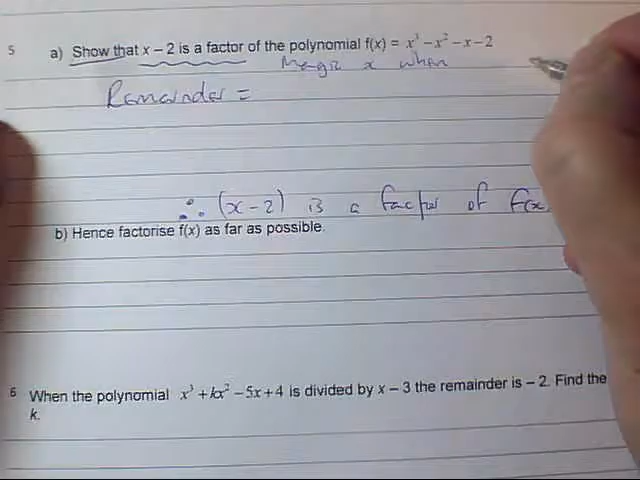 5 a) Show that x – 2 is a factor of the polynomial f(x) = x³ – x² – x – 2
Magic x when
Remainder =
∴ (x – 2) is a factor of f(x
b) Hence factorise f(x) as far as possible.
6 When the polynomial x³ + kx² – 5x + 4 is divided by x – 3 the remainder is – 2. Find the
k.